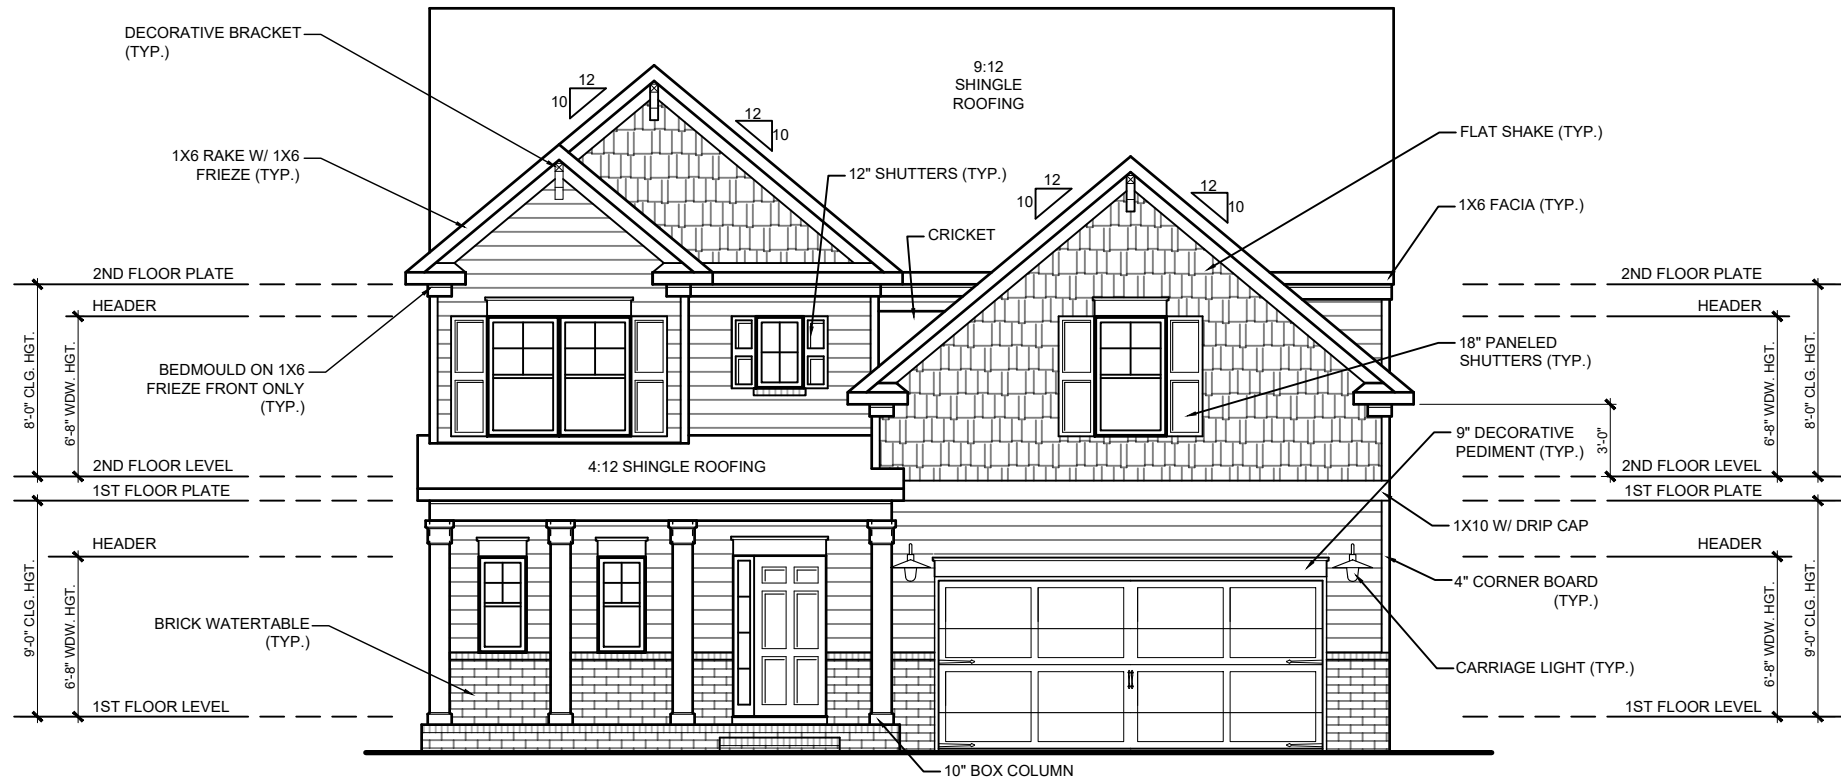 DECORATIVE BRACKET
(TYP.)
9:12
SHINGLE
ROOFING
12
10
12
10
1X6 RAKE W/ 1X6
FRIEZE (TYP.)
12" SHUTTERS (TYP.)
FLAT SHAKE (TYP.)
12
10
12
10
1X6 FACIA (TYP.)
CRICKET
2ND FLOOR PLATE
HEADER
8'-0" CLG. HGT.
6'-8" WDW. HGT.
BEDMOULD ON 1X6
FRIEZE FRONT ONLY
(TYP.)
2ND FLOOR LEVEL
1ST FLOOR PLATE
HEADER
9'-0" CLG. HGT.
6'-8" WDW. HGT.
BRICK WATERTABLE
(TYP.)
1ST FLOOR LEVEL
4:12 SHINGLE ROOFING
10" BOX COLUMN
18" PANELED
SHUTTERS (TYP.)
9" DECORATIVE
PEDIMENT (TYP.)
3'-0"
1X10 W/ DRIP CAP
4" CORNER BOARD
(TYP.)
CARRIAGE LIGHT (TYP.)
2ND FLOOR PLATE
HEADER
6'-8" WDW. HGT.
8'-0" CLG. HGT.
2ND FLOOR LEVEL
1ST FLOOR PLATE
HEADER
6'-8" WDW. HGT.
9'-0" CLG. HGT.
1ST FLOOR LEVEL